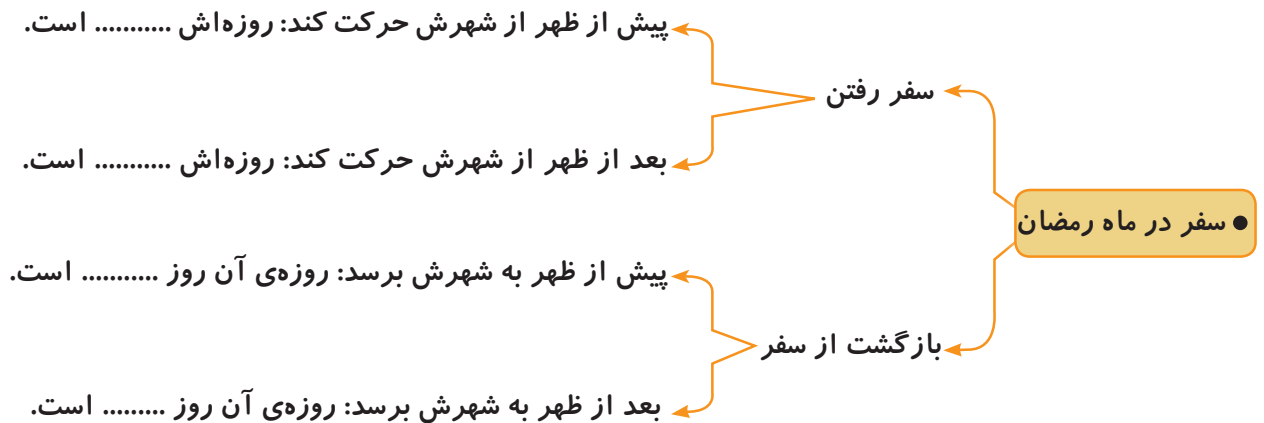 ● سفر در ماه رمضان
سفر رفتن
پیش از ظهر از شهرش حرکت کند: روزه‌اش ........... است.
بعد از ظهر از شهرش حرکت کند: روزه‌اش ........... است.
بازگشت از سفر
پیش از ظهر به شهرش برسد: روزه‌ی آن روز ........... است.
بعد از ظهر به شهرش برسد: روزه‌ی آن روز ......... است.